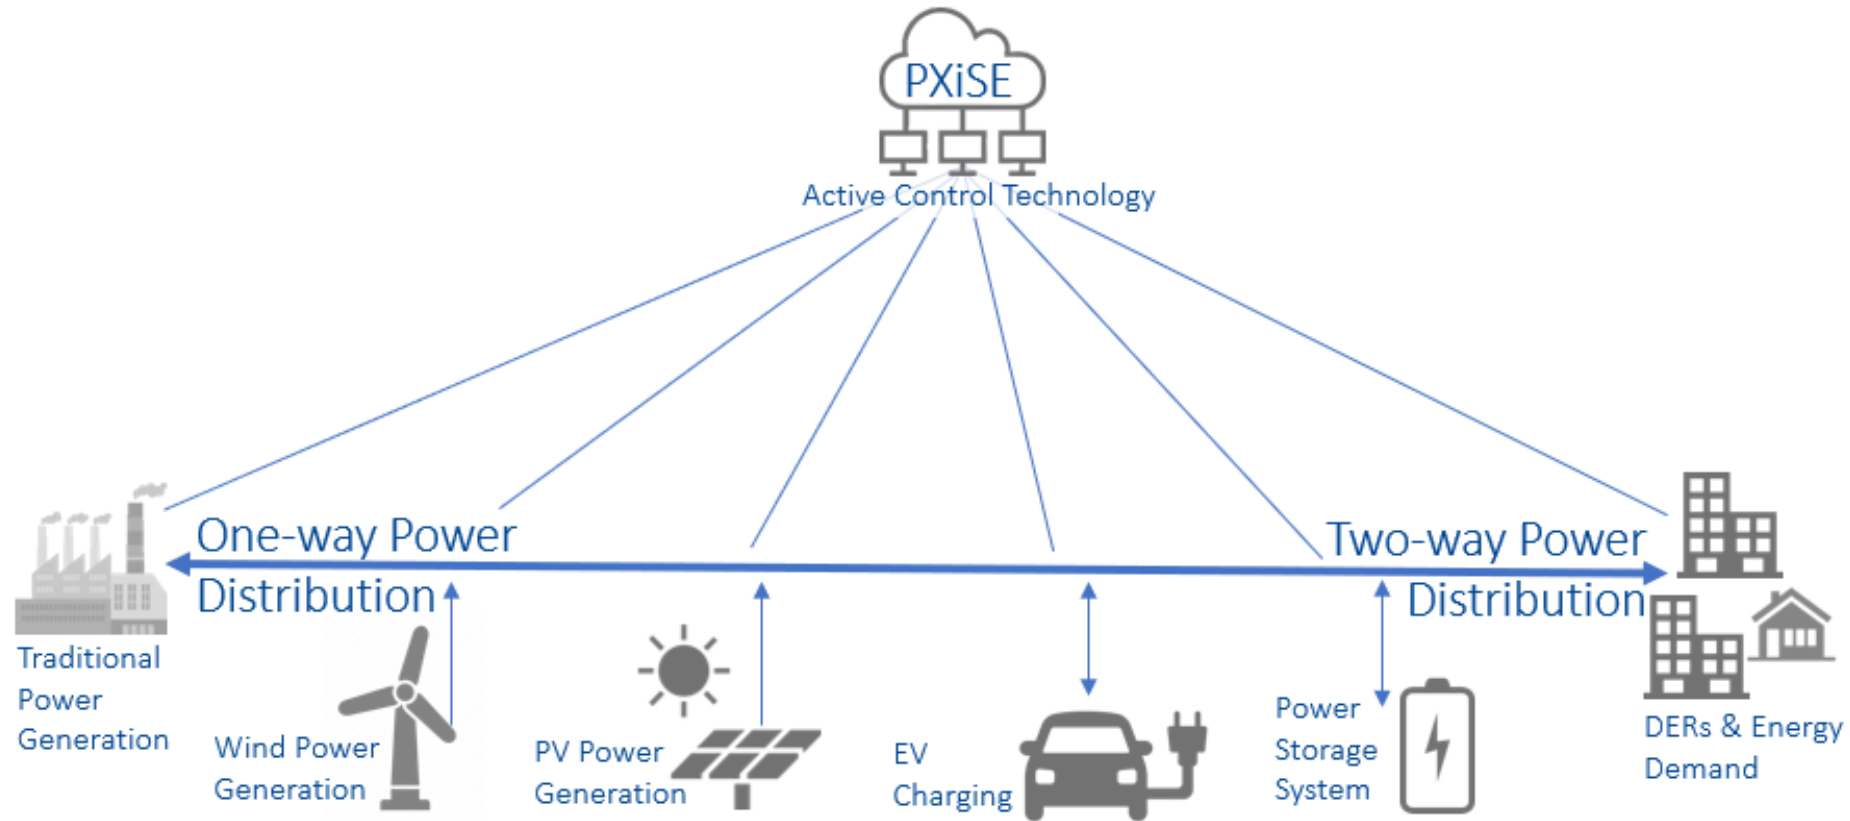 PXiSE
Active Control Technology
One-way Power
Distribution
Two-way Power
Distribution
Traditional
Power
Generation
Wind Power
Generation
PV Power
Generation
EV
Charging
Power
Storage
System
DERs & Energy
Demand